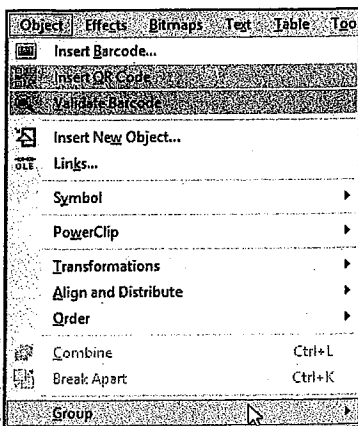 Object Effects Bitmaps Text Table Too
Insert Barcode...
Insert QR Code
Validate Barcode
Insert New Object...
OLE Links...
Symbol
PowerClip
Transformations
Align and Distribute
Order
Combine Ctrl+L
Break Apart Ctrl+K
Group